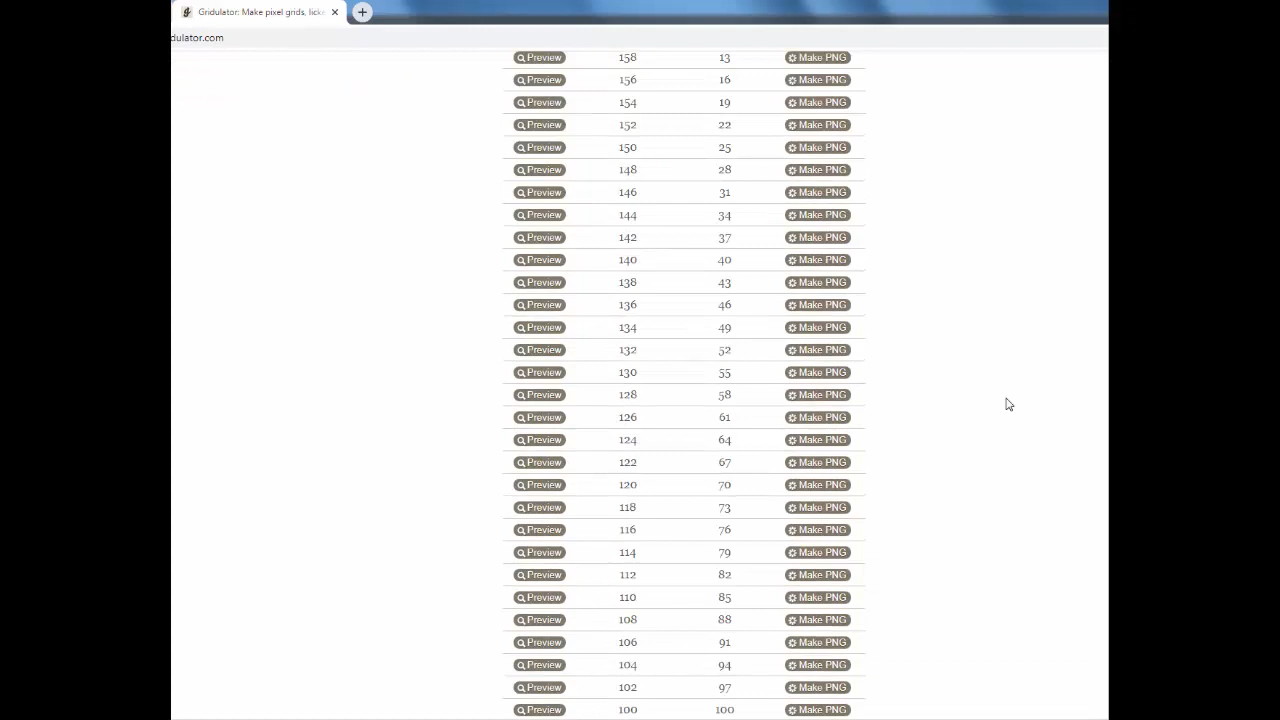 Gridulator: Make pixel grids, lick
dulator.com
Preview 158 13 Make PNG
Preview 156 16 Make PNG
Preview 154 19 Make PNG
Preview 152 22 Make PNG
Preview 150 25 Make PNG
Preview 148 28 Make PNG
Preview 146 31 Make PNG
Preview 144 34 Make PNG
Preview 142 37 Make PNG
Preview 140 40 Make PNG
Preview 138 43 Make PNG
Preview 136 46 Make PNG
Preview 134 49 Make PNG
Preview 132 52 Make PNG
Preview 130 55 Make PNG
Preview 128 58 Make PNG
Preview 126 61 Make PNG
Preview 124 64 Make PNG
Preview 122 67 Make PNG
Preview 120 70 Make PNG
Preview 118 73 Make PNG
Preview 116 76 Make PNG
Preview 114 79 Make PNG
Preview 112 82 Make PNG
Preview 110 85 Make PNG
Preview 108 88 Make PNG
Preview 106 91 Make PNG
Preview 104 94 Make PNG
Preview 102 97 Make PNG
Preview 100 100 Make PNG